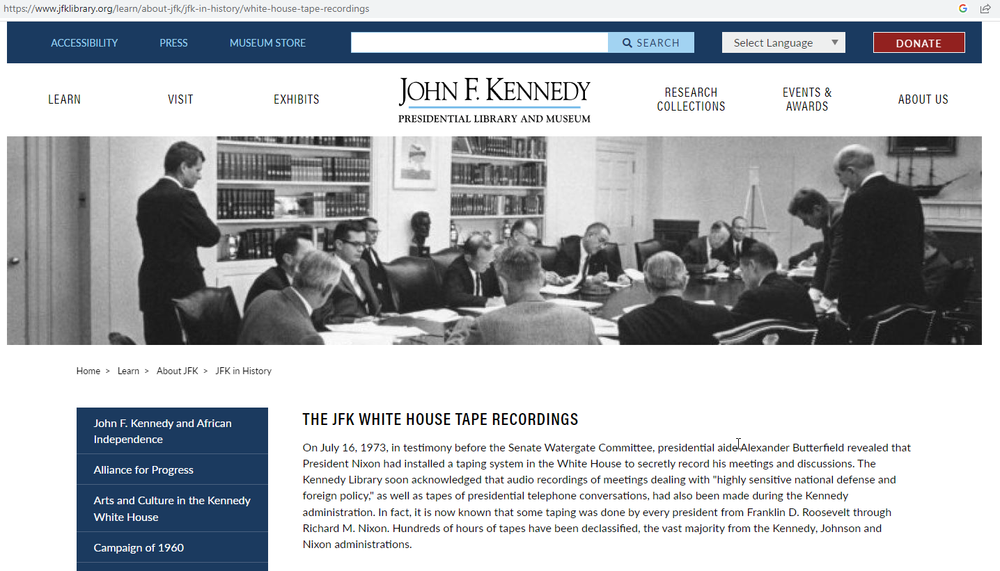 https://www.jfklibrary.org/learn/about-jfk/jfk-in-history/white-house-tape-recordings
ACCESSIBILITY
PRESS
MUSEUM STORE
SEARCH
Select Language
DONATE
LEARN
VISIT
EXHIBITS
JOHN F. KENNEDY
PRESIDENTIAL LIBRARY AND MUSEUM
RESEARCH
COLLECTIONS
EVENTS &
AWARDS
ABOUT US
Home > Learn > About JFK > JFK in History
John F. Kennedy and African
Independence
Alliance for Progress
Arts and Culture in the Kennedy
White House
Campaign of 1960
THE JFK WHITE HOUSE TAPE RECORDINGS
On July 16, 1973, in testimony before the Senate Watergate Committee, presidential aide Alexander Butterfield revealed that
President Nixon had installed a taping system in the White House to secretly record his meetings and discussions. The
Kennedy Library soon acknowledged that audio recordings of meetings dealing with "highly sensitive national defense and
foreign policy," as well as tapes of presidential telephone conversations, had also been made during the Kennedy
administration. In fact, it is now known that some taping was done by every president from Franklin D. Roosevelt through
Richard M. Nixon. Hundreds of hours of tapes have been declassified, the vast majority from the Kennedy, Johnson and
Nixon administrations.